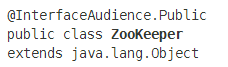 @InterfaceAudience.Public
public class ZooKeeper
extends java.lang.Object